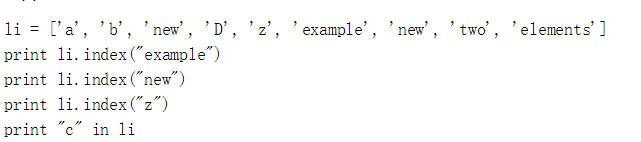 li = ['a', 'b', 'new', 'D', 'z', 'example', 'new', 'two', 'elements']
print li.index("example")
print li.index("new")
print li.index("z")
print "c" in li